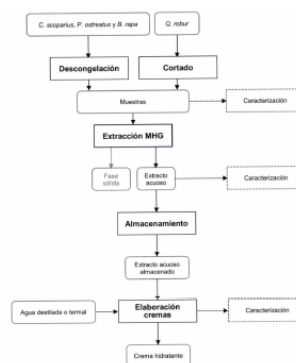 C. scoparius, P. ostreatus y B. rapa
Q. robur
Descongelación
Cortado
Muestras
Caracterización
Extracción MHG
Fase
sólida
Extracto
acuoso
Caracterización
Almacenamiento
Extracto acuoso
almacenado
Agua destilada o termal
Elaboración
cremas
Caracterización
Crema hidratante